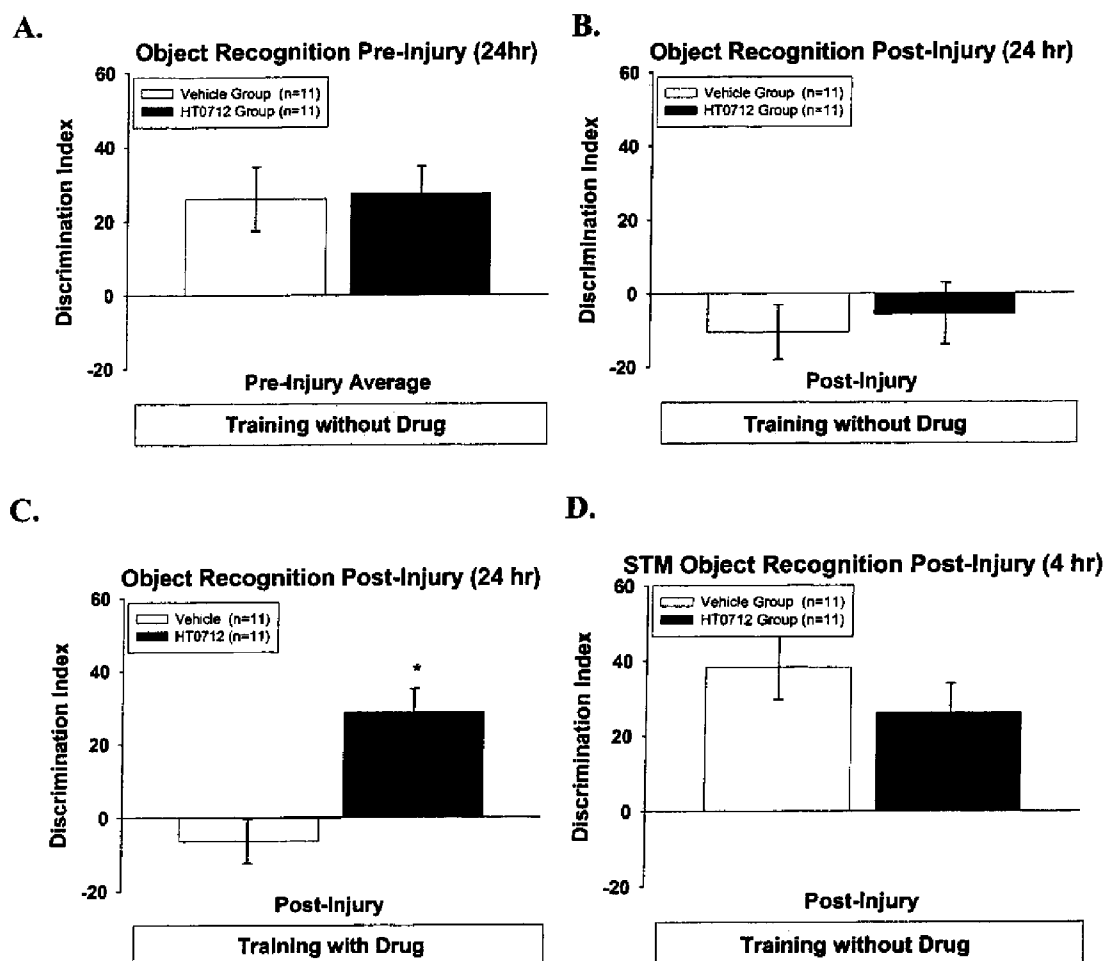 A.
Object Recognition Pre-Injury (24hr)
Vehicle Group (n=11)
HT0712 Group (n=11)
Discrimination Index
60
40
20
0
-20
Pre-Injury Average
Training without Drug
B.
Object Recognition Post-Injury (24 hr)
Vehicle Group (n=11)
HT0712 Group (n=11)
Discrimination Index
60
40
20
0
-20
Post-Injury
Training without Drug
C.
Object Recognition Post-Injury (24 hr)
Vehicle (n=11)
HT0712 (n=11)
*
Discrimination Index
60
40
20
0
-20
Post-Injury
Training with Drug
D.
STM Object Recognition Post-Injury (4 hr)
Vehicle Group (n=11)
HT0712 Group (n=11)
Discrimination Index
60
40
20
0
-20
Post-Injury
Training without Drug